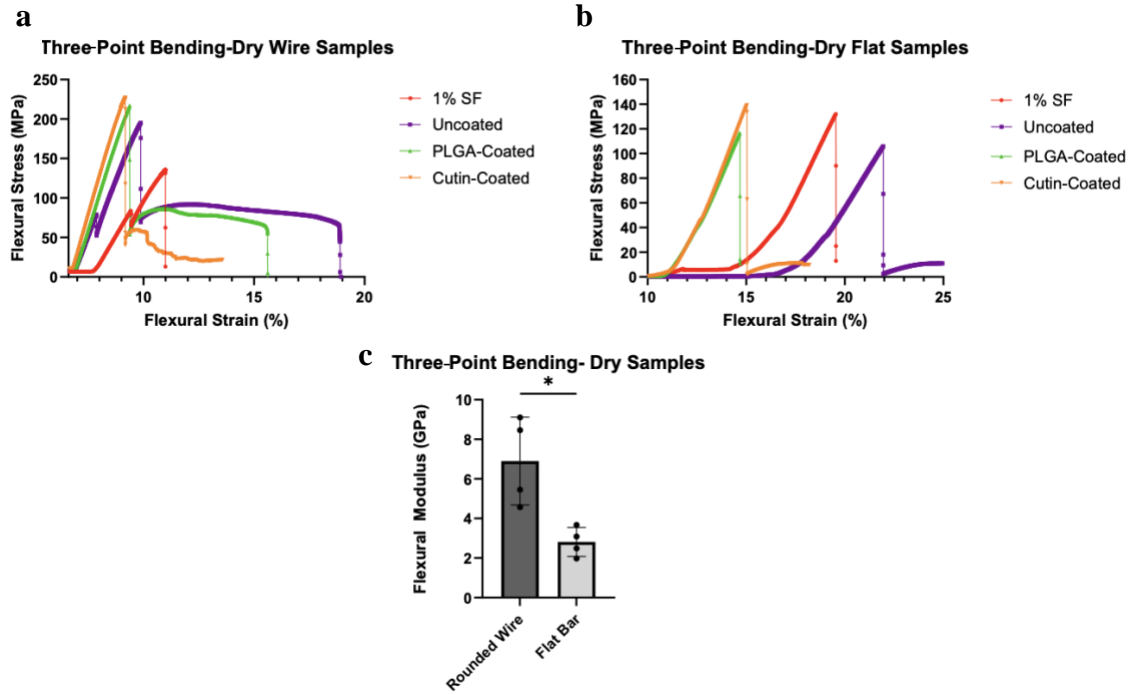 a
Three-Point Bending-Dry Wire Samples
Flexural Stress (MPa)
250
200
150
100
50
0
10
15
20
Flexural Strain (%)
1% SF
Uncoated
PLGA-Coated
Cutin-Coated
b
Three-Point Bending-Dry Flat Samples
Flexural Stress (MPa)
160
140
120
100
80
60
40
20
0
10
15
20
25
Flexural Strain (%)
1% SF
Uncoated
PLGA-Coated
Cutin-Coated
c
Three-Point Bending- Dry Samples
*
Flexural Modulus (GPa)
10
8
6
4
2
0
Rounded Wire
Flat Bar